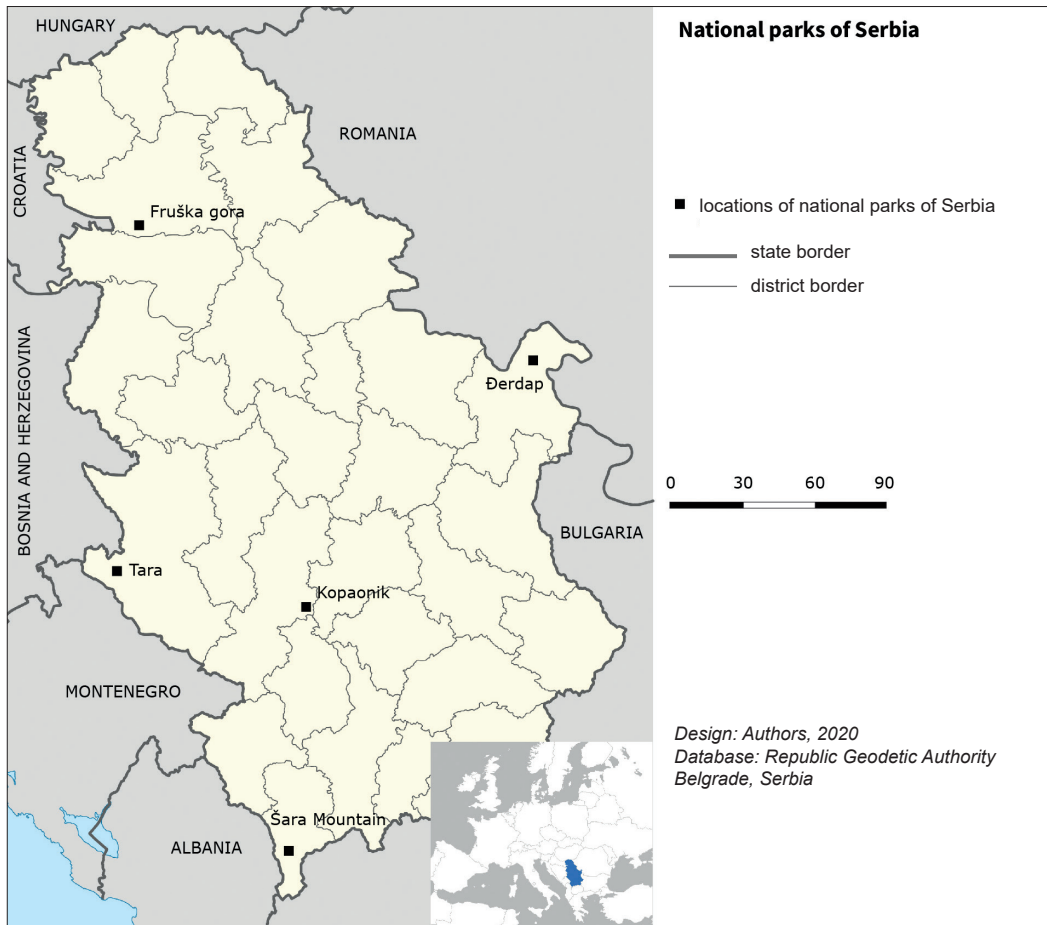 HUNGARY
ROMANIA
CROATIA
Fruška gora
BOSNIA AND HERZEGOVINA
Đerdap
BULGARIA
Tara
Kopaonik
MONTENEGRO
Šara Mountain
ALBANIA
National parks of Serbia
locations of national parks of Serbia
state border
district border
0 30 60 90
Design: Authors, 2020
Database: Republic Geodetic Authority
Belgrade, Serbia